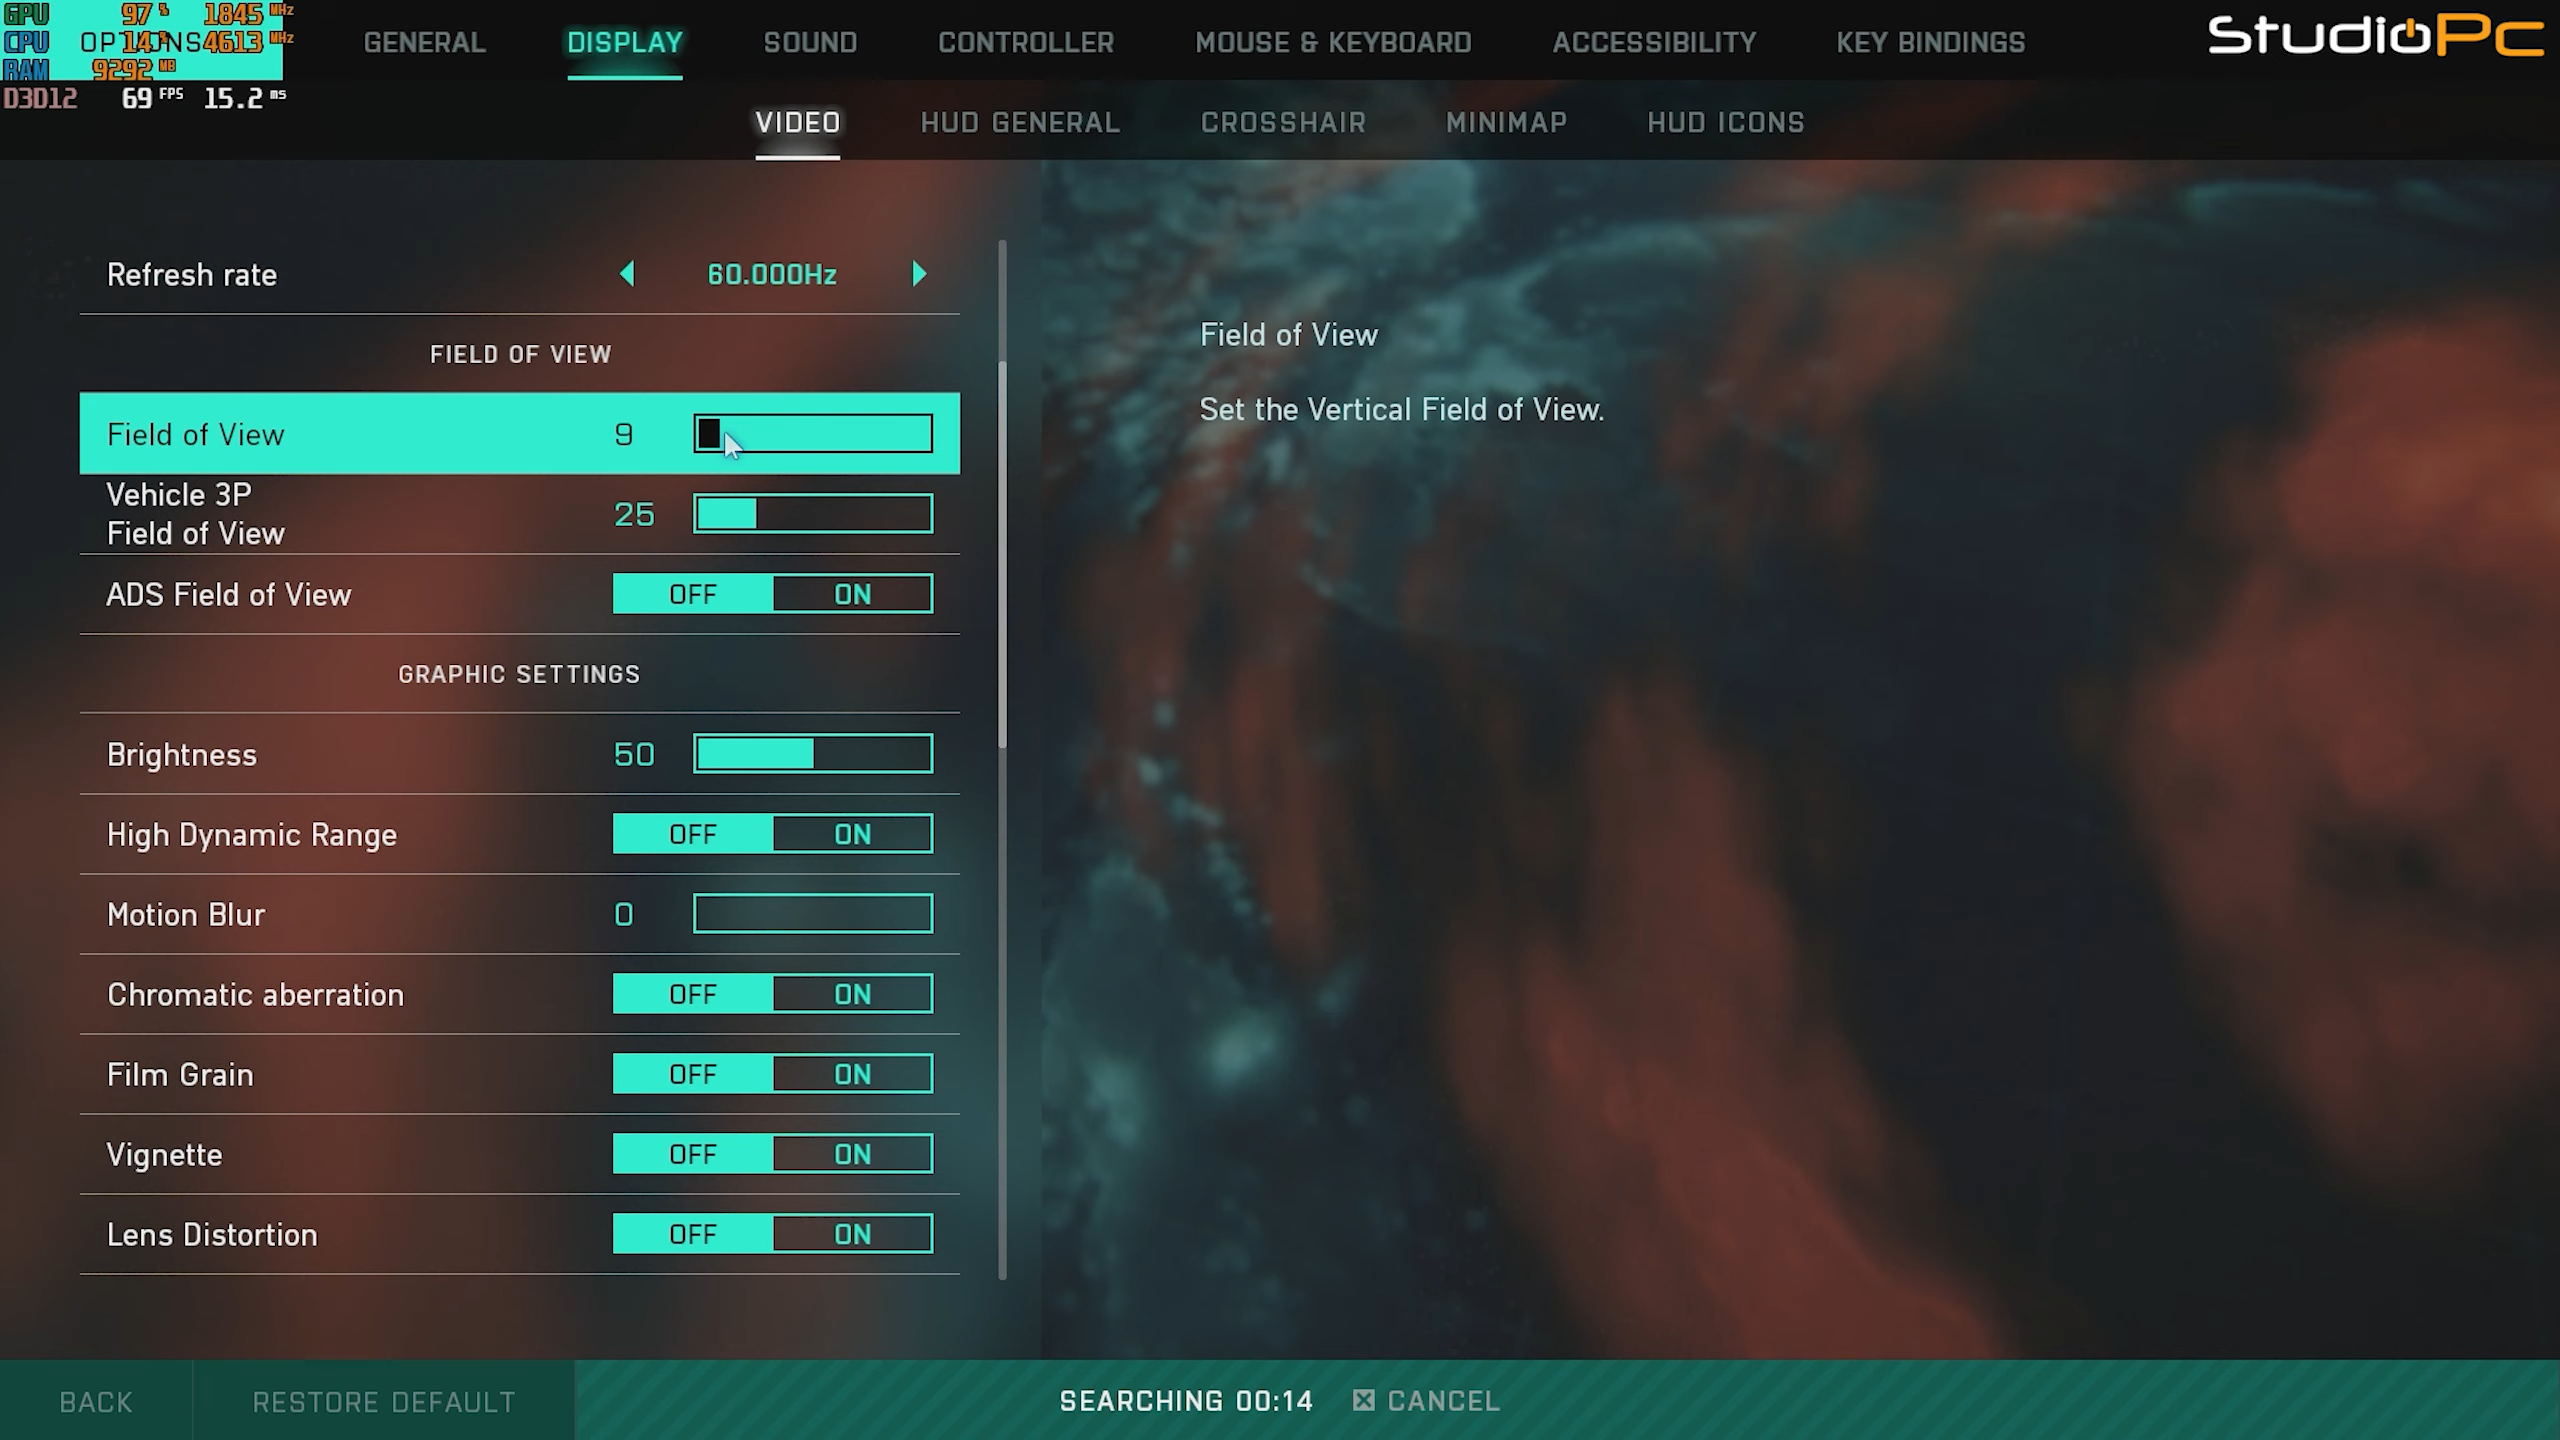 GPU 97 % 1845 MHz
CPU 14 % 4613 MHz
RAM 9292 MB
D3D12 69 FPS 15.2 ms
OPTIONS
GENERAL DISPLAY SOUND CONTROLLER MOUSE & KEYBOARD ACCESSIBILITY KEY BINDINGS
StudioPc
VIDEO HUD GENERAL CROSSHAIR MINIMAP HUD ICONS
Refresh rate 60.000Hz
FIELD OF VIEW
Field of View 9
Vehicle 3P
Field of View 25
ADS Field of View OFF ON
GRAPHIC SETTINGS
Brightness 50
High Dynamic Range OFF ON
Motion Blur 0
Chromatic aberration OFF ON
Film Grain OFF ON
Vignette OFF ON
Lens Distortion OFF ON
Field of View
Set the Vertical Field of View.
BACK RESTORE DEFAULT SEARCHING 00:14 CANCEL